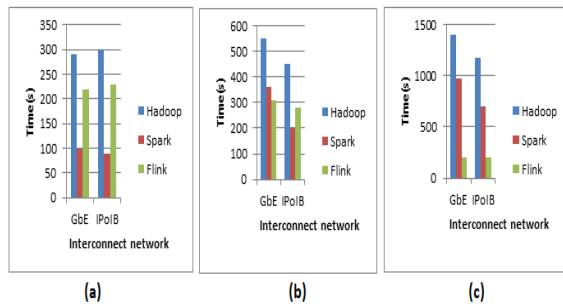 350
300
250
200
150
100
50
0
Time(s)
GbE IPoIB
Interconnect network
Hadoop
Spark
Flink
(a)
600
500
400
300
200
100
0
Time(s)
GbE IPoIB
Interconnect network
Hadoop
Spark
Flink
(b)
1500
1000
500
0
Time(s)
GbE IPoIB
Interconnect network
Hadoop
Spark
Flink
(c)